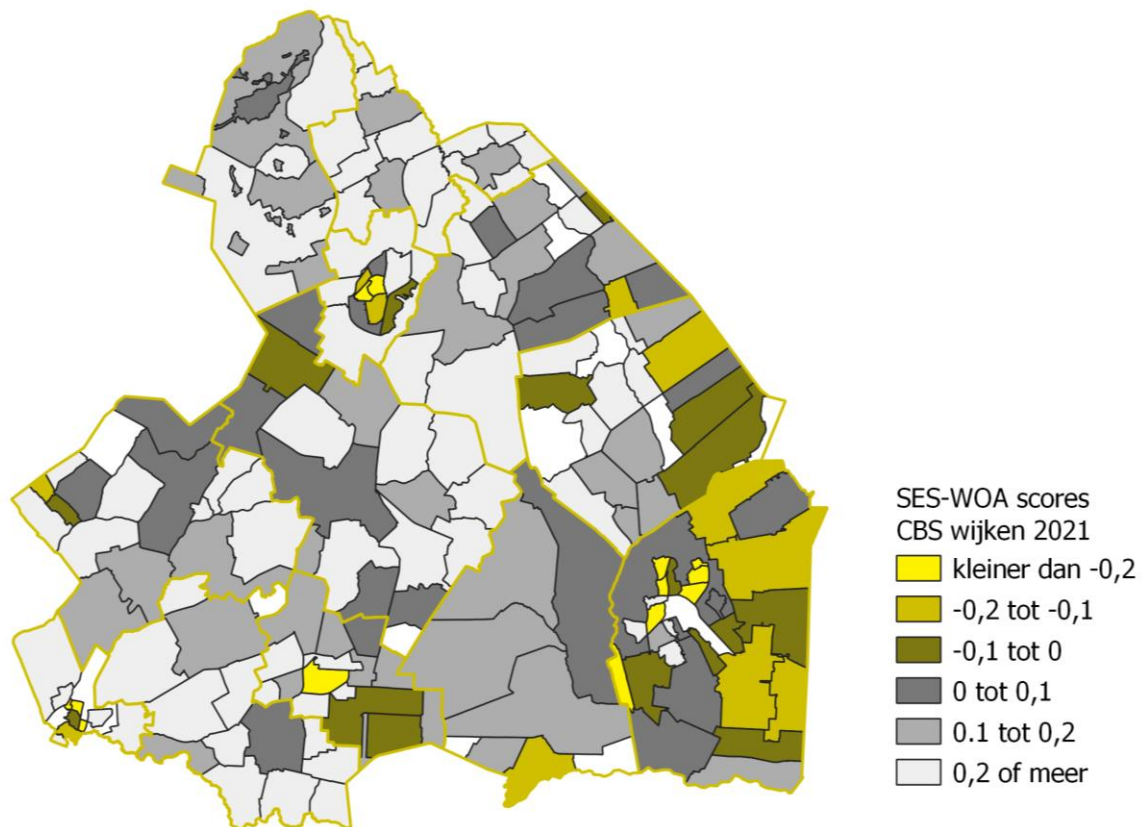 SES-WOA scores
CBS wijken 2021
kleiner dan -0,2
-0,2 tot -0,1
-0,1 tot 0
0 tot 0,1
0.1 tot 0,2
0,2 of meer